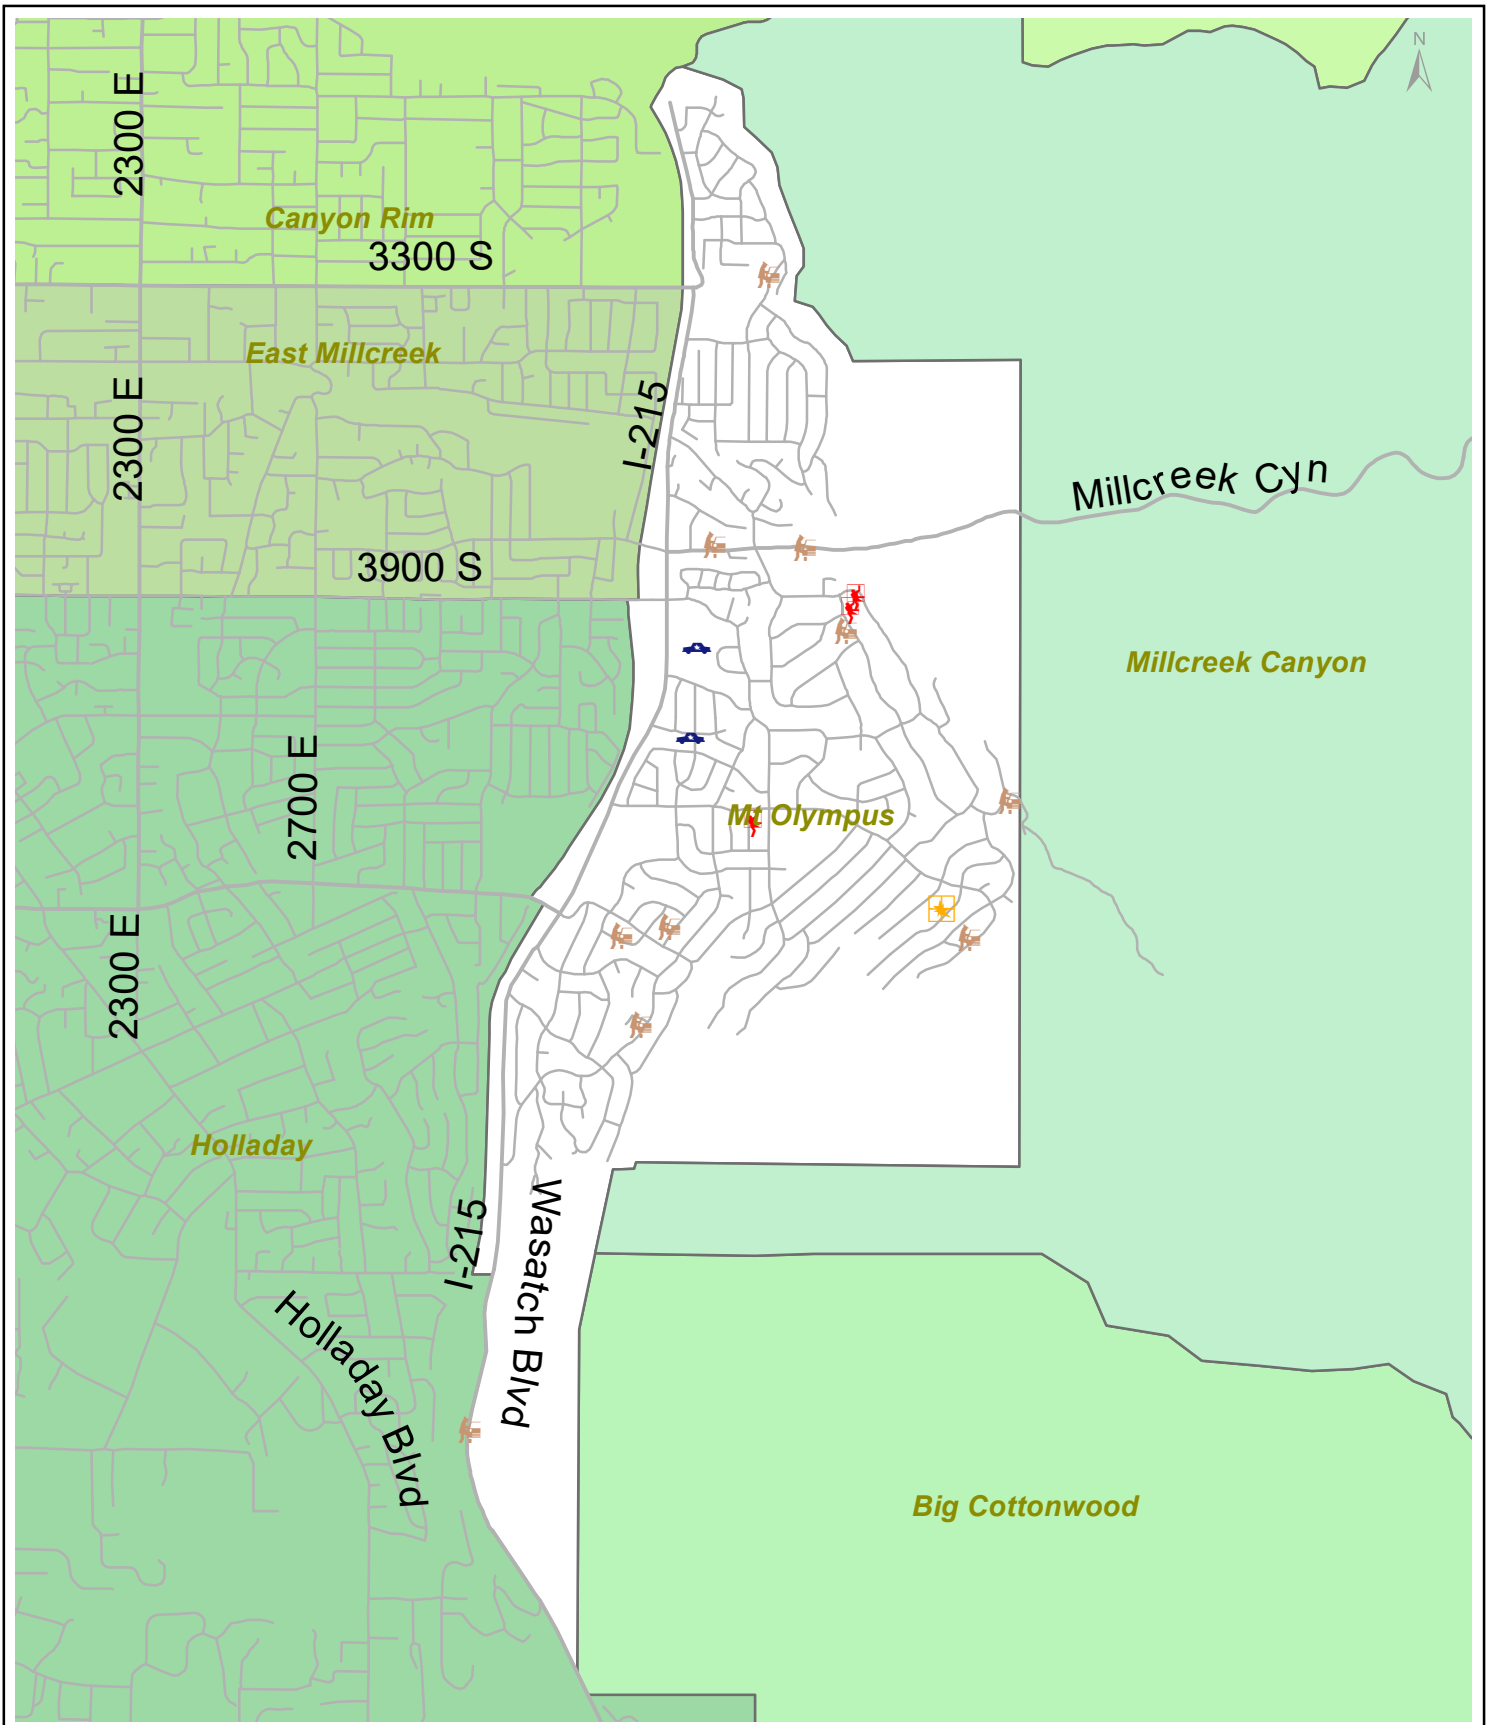 N
2300 E
Canyon Rim
3300 S
East Millcreek
2300 E
I-215
Millcreek Cyn
3900 S
Millcreek Canyon
2700 E
Mt Olympus
2300 E
Holladay
I-215
Wasatch Blvd
Holladay Blvd
Big Cottonwood